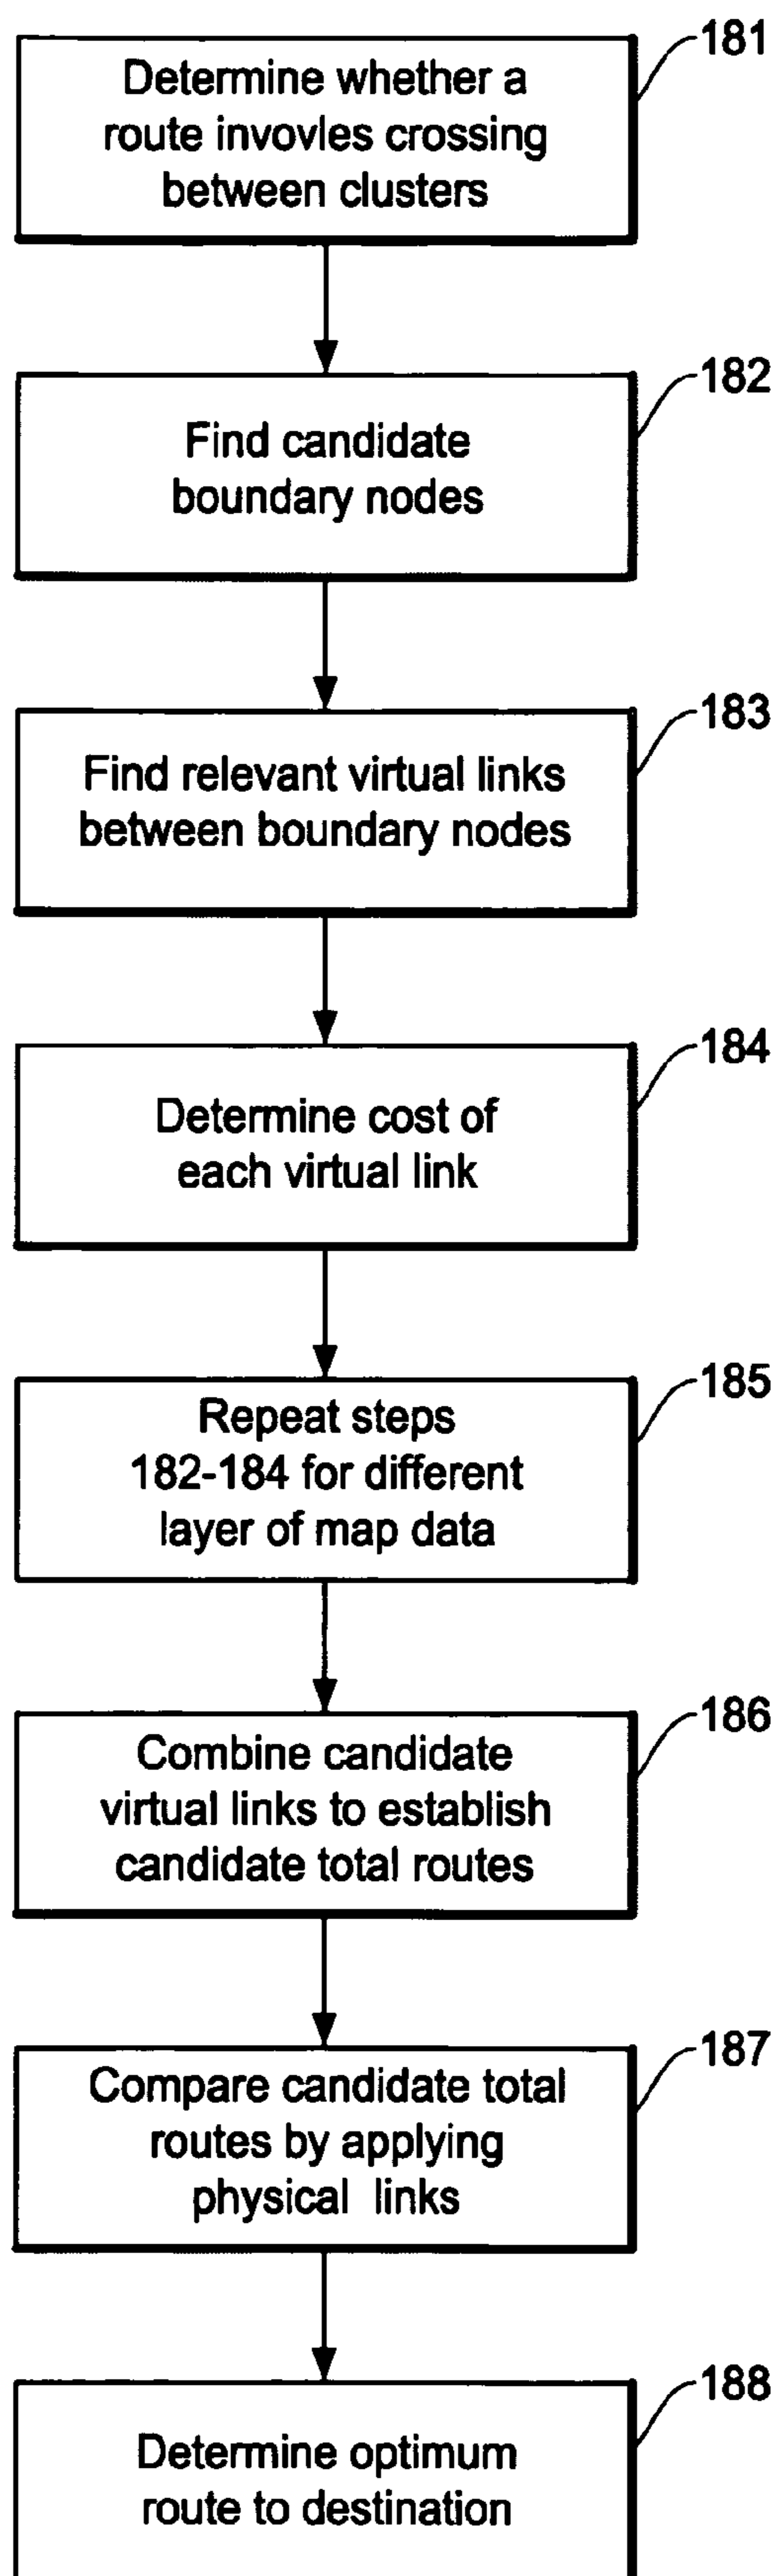 181
Determine whether a
route invovles crossing
between clusters
182
Find candidate
boundary nodes
183
Find relevant virtual links
between boundary nodes
184
Determine cost of
each virtual link
185
Repeat steps
182-184 for different
layer of map data
186
Combine candidate
virtual links to establish
candidate total routes
187
Compare candidate total
routes by applying
physical links
188
Determine optimum
route to destination